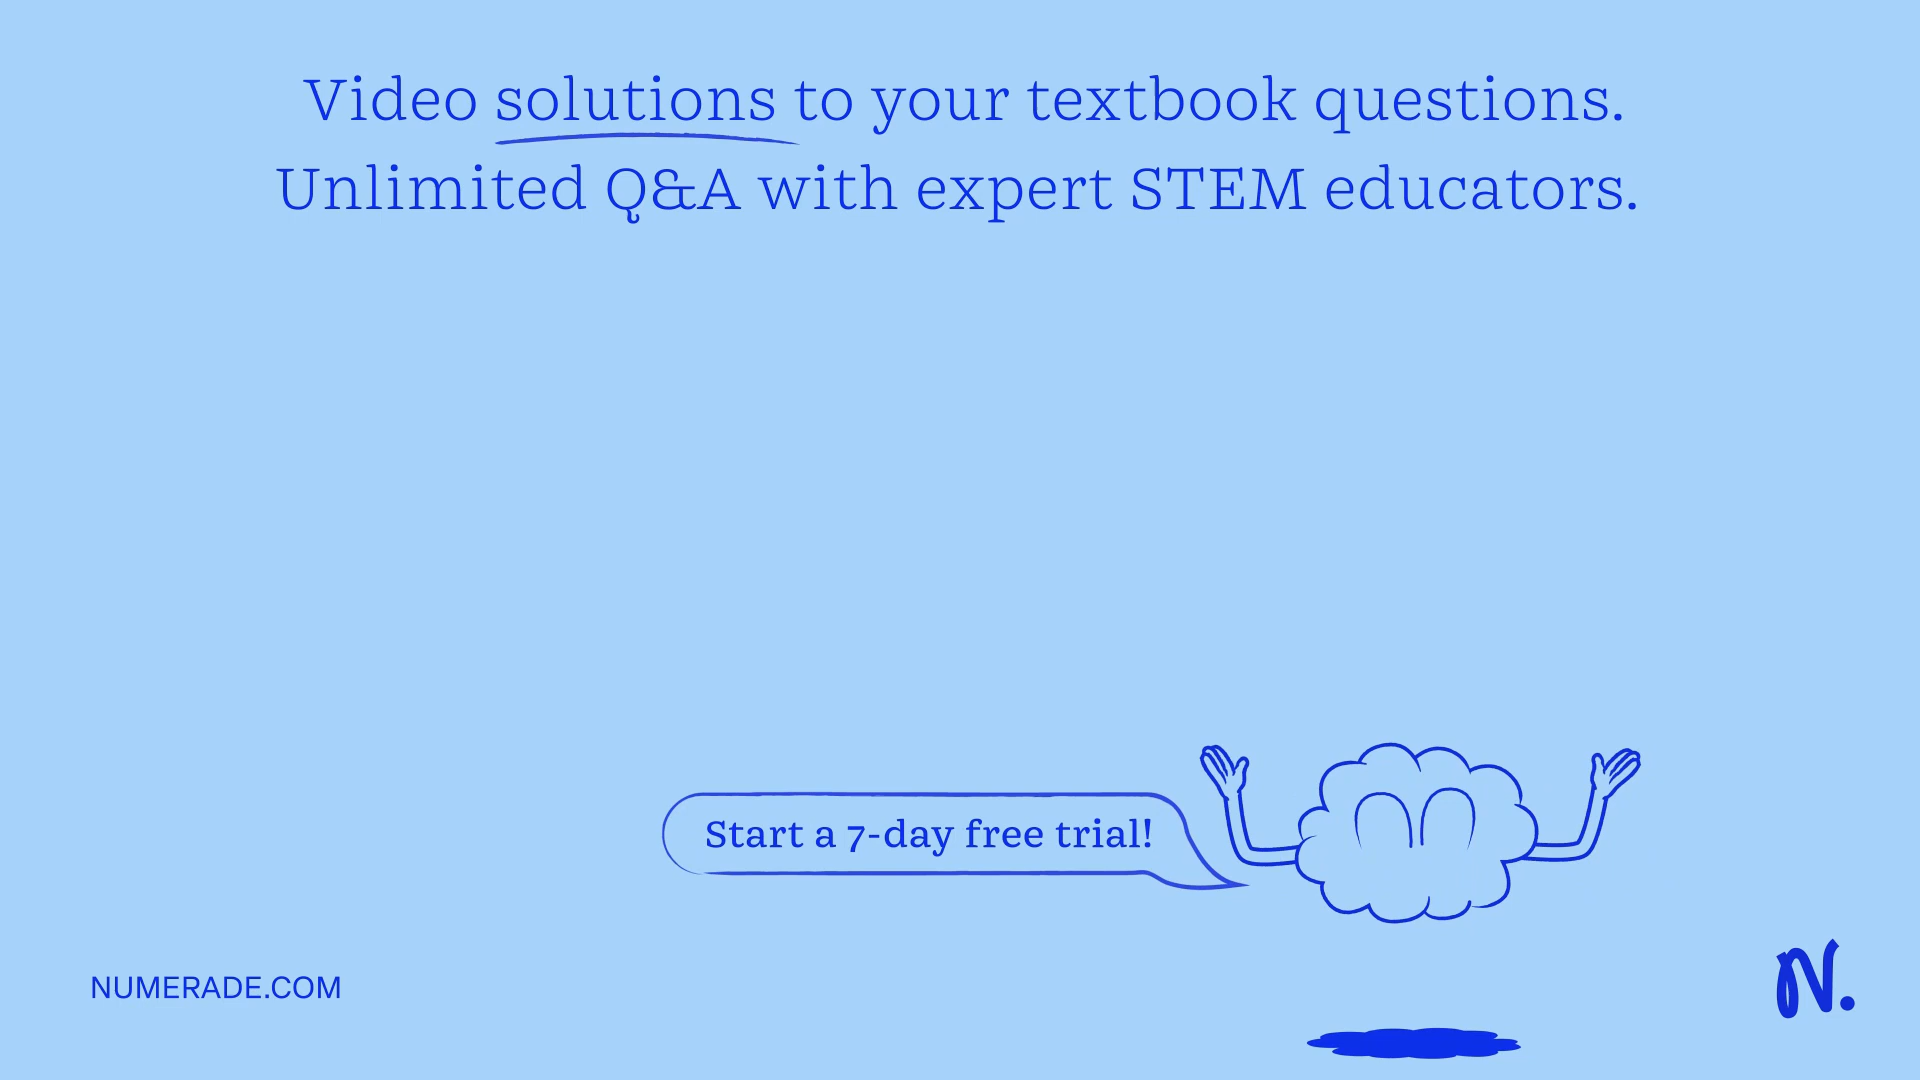 Video solutions to your textbook questions.
Unlimited Q&A with expert STEM educators.
Start a 7-day free trial!
NUMERADE.COM
N.